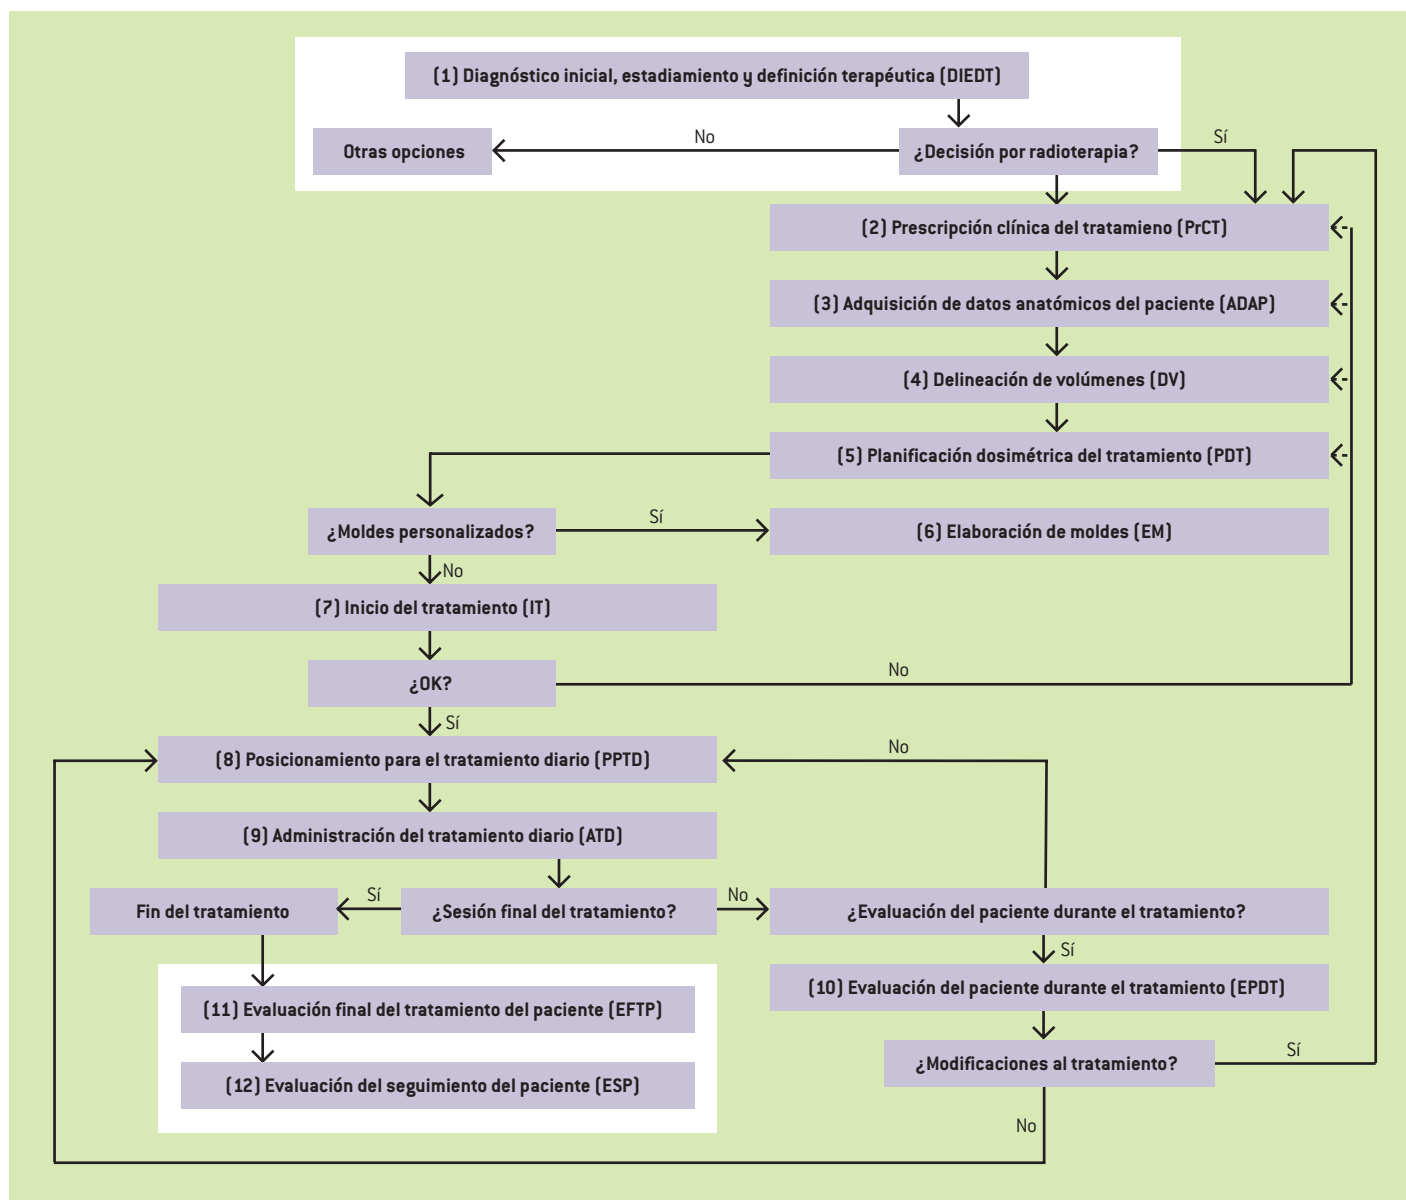 (1) Diagnóstico inicial, estadiamiento y definición terapéutica (DIEDT)
No
Sí
Otras opciones
¿Decisión por radioterapia?
(2) Prescripción clínica del tratamieno (PrCT)
(3) Adquisición de datos anatómicos del paciente (ADAP)
(4) Delineación de volúmenes (DV)
(5) Planificación dosimétrica del tratamiento (PDT)
¿Moldes personalizados?
Sí
(6) Elaboración de moldes (EM)
No
(7) Inicio del tratamiento (IT)
¿OK?
No
Sí
(8) Posicionamiento para el tratamiento diario (PPTD)
No
(9) Administración del tratamiento diario (ATD)
Fin del tratamiento
Sí
¿Sesión final del tratamiento?
No
¿Evaluación del paciente durante el tratamiento?
Sí
(10) Evaluación del paciente durante el tratamiento (EPDT)
(11) Evaluación final del tratamiento del paciente (EFTP)
¿Modificaciones al tratamiento?
Sí
(12) Evaluación del seguimiento del paciente (ESP)
No